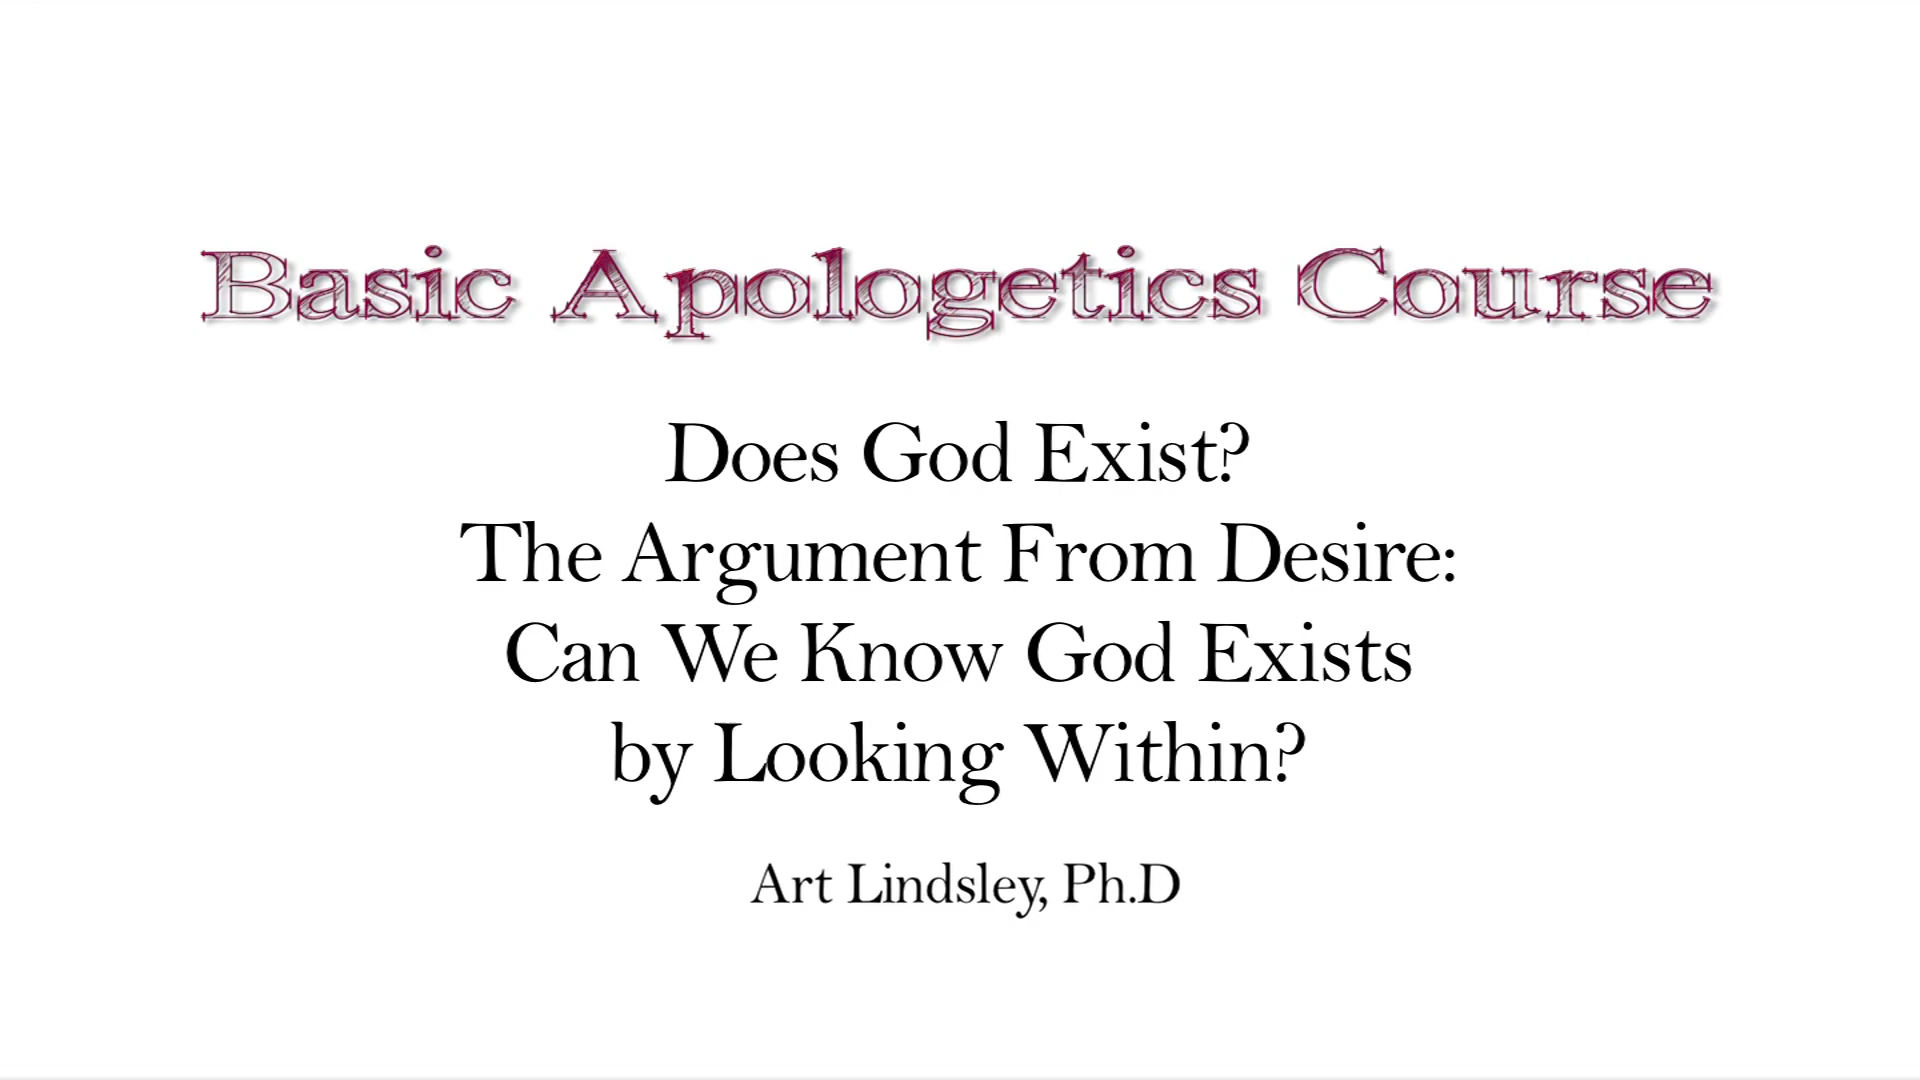 Basic Apologetics Course
Does God Exist?
The Argument From Desire:
Can We Know God Exists
by Looking Within?
Art Lindsley, Ph.D